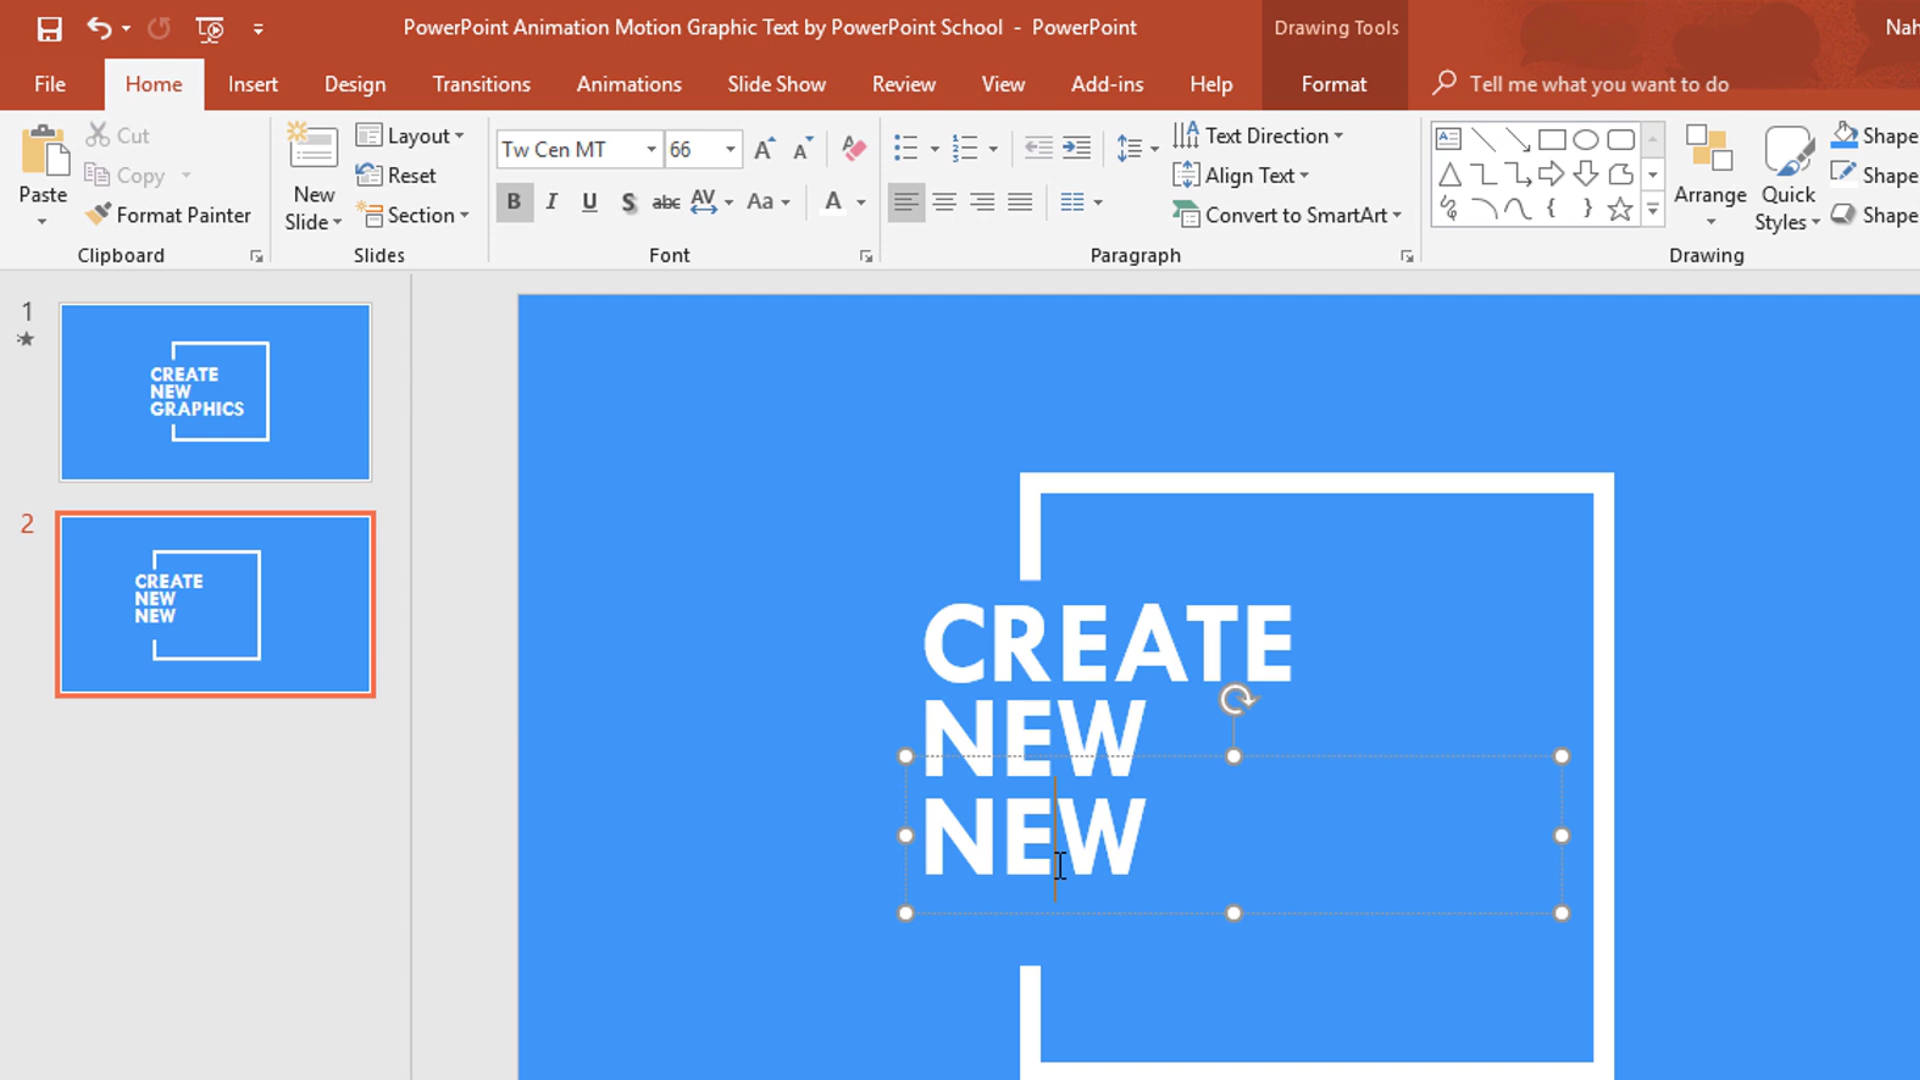 PowerPoint Animation Motion Graphic Text by PowerPoint School - PowerPoint
Drawing Tools
Nah
File Home Insert Design Transitions Animations Slide Show Review View Add-ins Help Format Tell me what you want to do
Paste
Cut
Copy
Format Painter
Clipboard
New
Slide
Layout
Reset
Section
Slides
Tw Cen MT 66
B I U S abc AV Aa A
Font
Text Direction
Align Text
Convert to SmartArt
Paragraph
Arrange
Quick
Styles
Shape
Shape
Shape
Drawing
1
CREATE
NEW
GRAPHICS
2
CREATE
NEW
NEW
CREATE
NEW
NEW